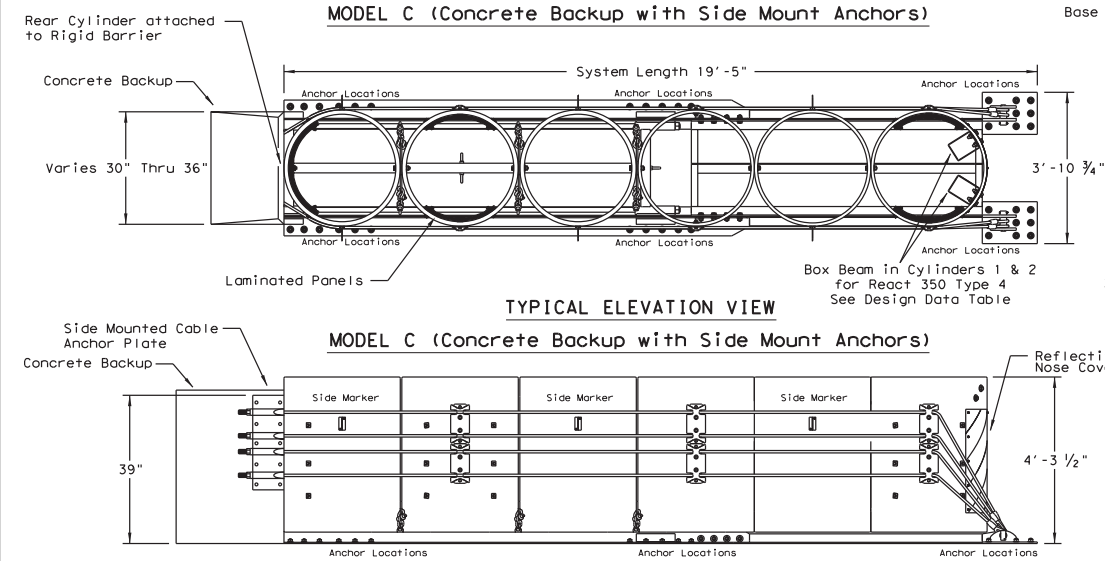 MODEL C (Concrete Backup with Side Mount Anchors)
Base
Rear Cylinder attached
to Rigid Barrier
System Length 19'-5"
Concrete Backup
Anchor Locations
Anchor Locations
Anchor Locations
Varies 30" Thru 36"
3'-10 3/4"
Anchor Locations
Anchor Locations
Anchor Locations
Laminated Panels
Box Beam in Cylinders 1 & 2
for React 350 Type 4
See Design Data Table
TYPICAL ELEVATION VIEW
MODEL C (Concrete Backup with Side Mount Anchors)
Side Mounted Cable
Anchor Plate
Concrete Backup
Reflecti
Nose Cov
Side Marker
Side Marker
Side Marker
39"
4'-3 1/2"
Anchor Locations
Anchor Locations
Anchor Locations